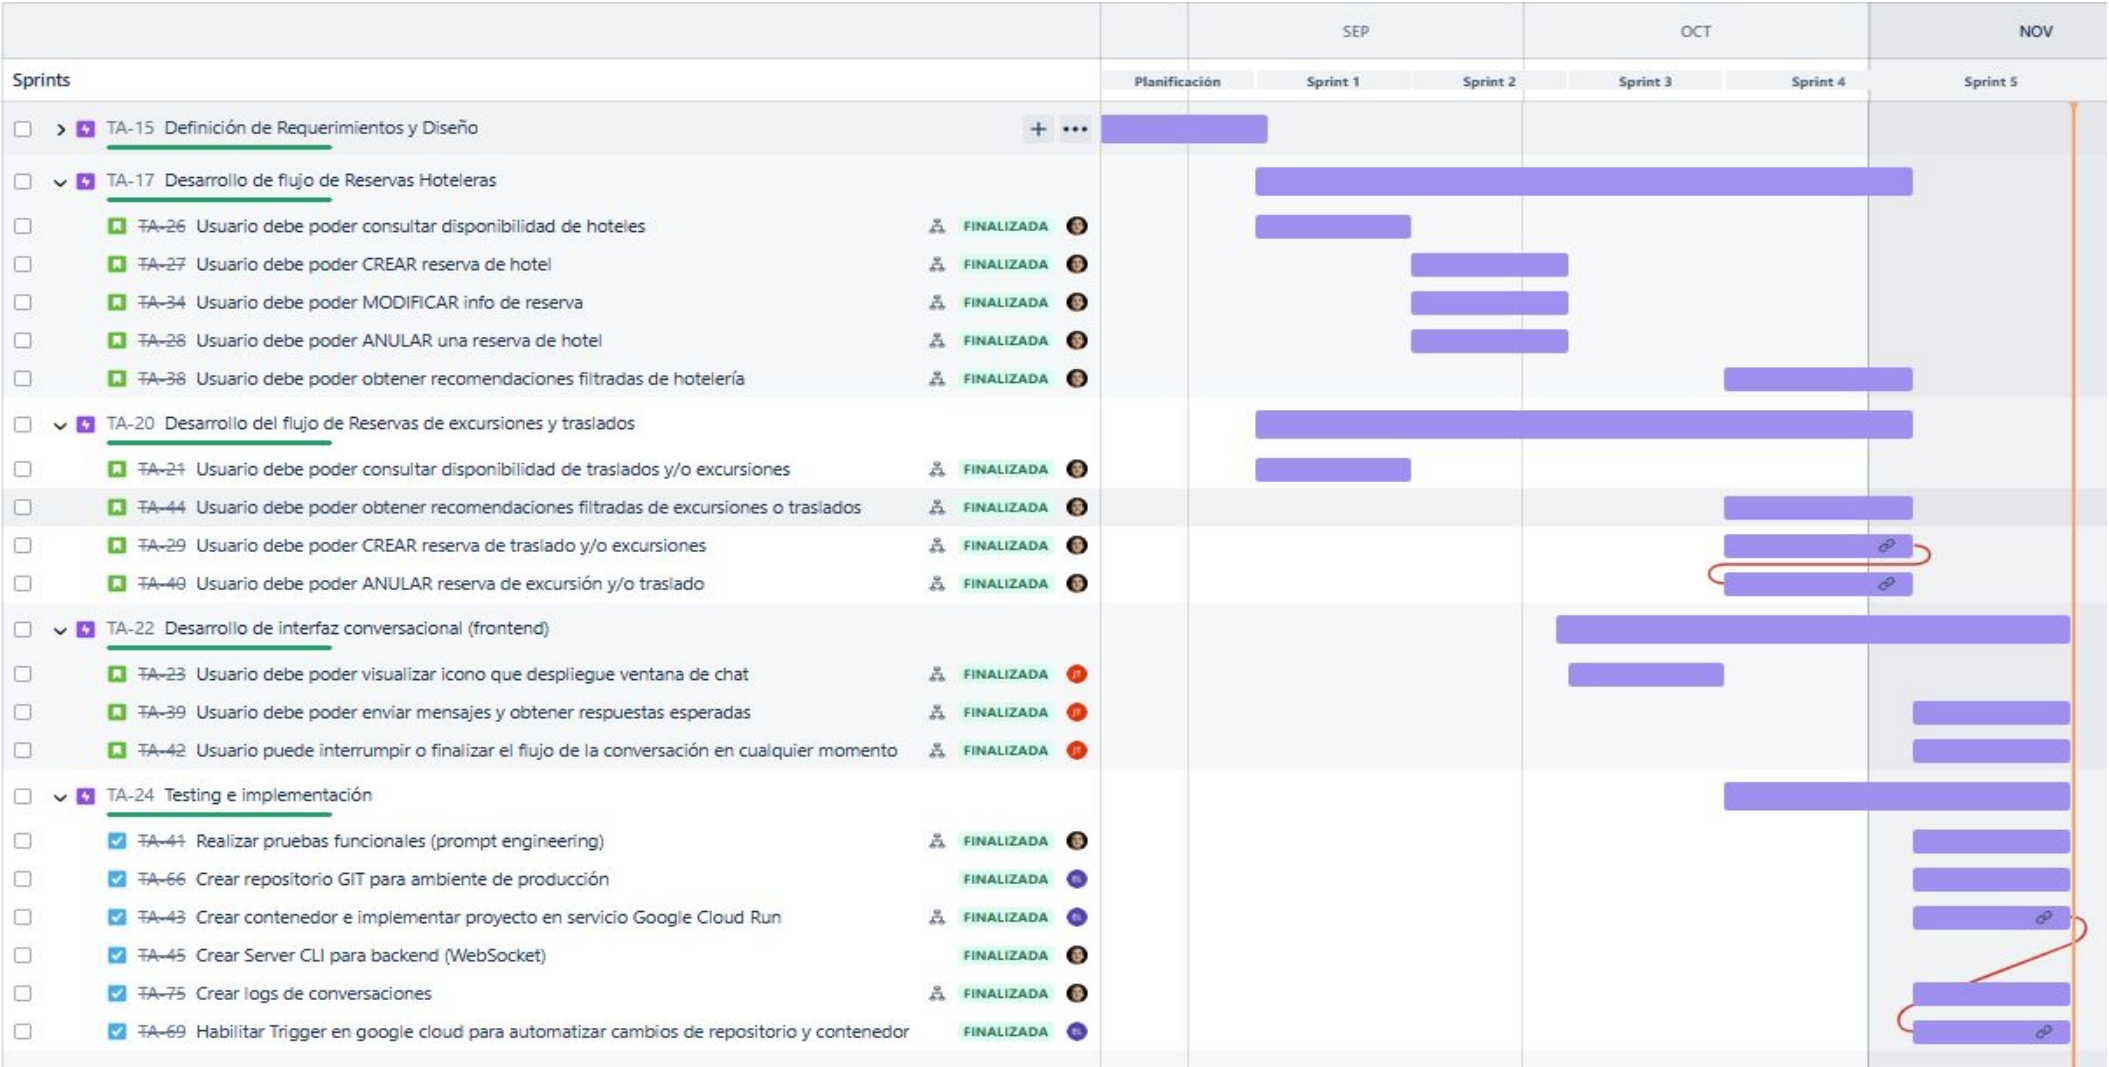 SEP OCT NOV
Sprints Planificación Sprint 1 Sprint 2 Sprint 3 Sprint 4 Sprint 5
TA-15 Definición de Requerimientos y Diseño
TA-17 Desarrollo de flujo de Reservas Hoteleras
TA-26 Usuario debe poder consultar disponibilidad de hoteles FINALIZADA
TA-27 Usuario debe poder CREAR reserva de hotel FINALIZADA
TA-34 Usuario debe poder MODIFICAR info de reserva FINALIZADA
TA-28 Usuario debe poder ANULAR una reserva de hotel FINALIZADA
TA-38 Usuario debe poder obtener recomendaciones filtradas de hotelería FINALIZADA
TA-20 Desarrollo del flujo de Reservas de excursiones y traslados
TA-21 Usuario debe poder consultar disponibilidad de traslados y/o excursiones FINALIZADA
TA-44 Usuario debe poder obtener recomendaciones filtradas de excursiones o traslados FINALIZADA
TA-29 Usuario debe poder CREAR reserva de traslado y/o excursiones FINALIZADA
TA-40 Usuario debe poder ANULAR reserva de excursión y/o traslado FINALIZADA
TA-22 Desarrollo de interfaz conversacional (frontend)
TA-23 Usuario debe poder visualizar icono que despliegue ventana de chat FINALIZADA
TA-39 Usuario debe poder enviar mensajes y obtener respuestas esperadas FINALIZADA
TA-42 Usuario puede interrumpir o finalizar el flujo de la conversación en cualquier momento FINALIZADA
TA-24 Testing e implementación
TA-41 Realizar pruebas funcionales (prompt engineering) FINALIZADA
TA-66 Crear repositorio GIT para ambiente de producción FINALIZADA
TA-43 Crear contenedor e implementar proyecto en servicio Google Cloud Run FINALIZADA
TA-45 Crear Server CLI para backend (WebSocket) FINALIZADA
TA-75 Crear logs de conversaciones FINALIZADA
TA-69 Habilitar Trigger en google cloud para automatizar cambios de repositorio y contenedor FINALIZADA